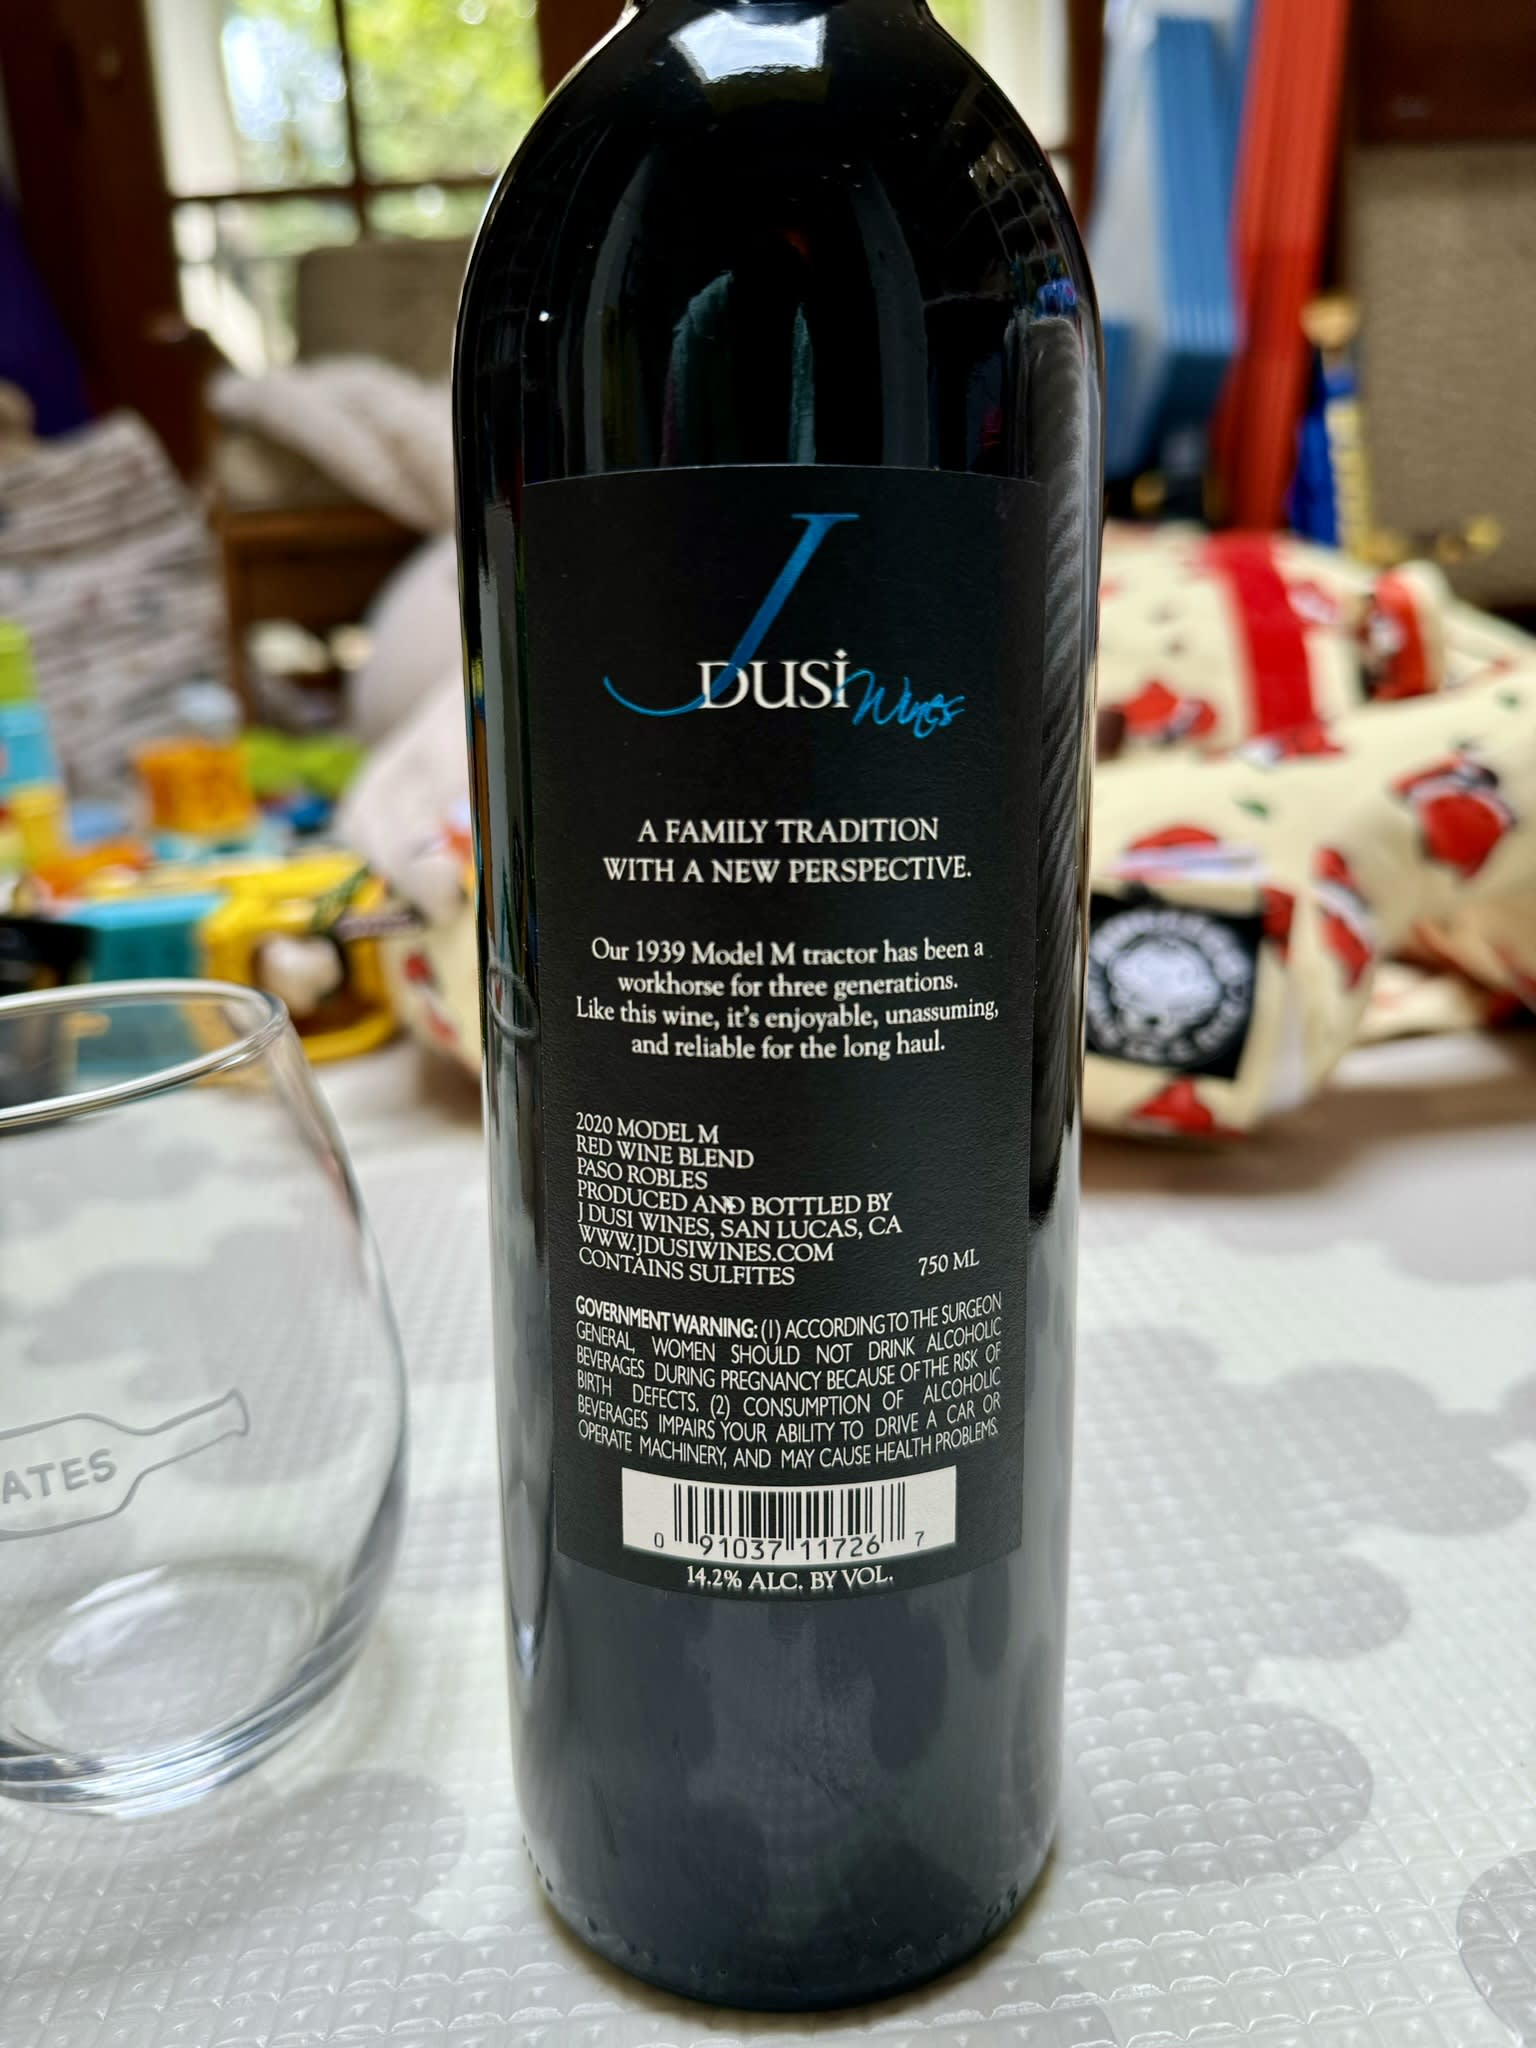 J DUSI Wines
A FAMILY TRADITION
WITH A NEW PERSPECTIVE.
Our 1939 Model M tractor has been a
workhorse for three generations.
Like this wine, it's enjoyable, unassuming,
and reliable for the long haul.
2020 MODEL M
RED WINE BLEND
PASO ROBLES
PRODUCED AND BOTTLED BY
J DUSI WINES, SAN LUCAS, CA
WWW.JDUSIWINES.COM
CONTAINS SULFITES
750 ML
GOVERNMENT WARNING: (1) ACCORDING TO THE SURGEON
GENERAL, WOMEN SHOULD NOT DRINK ALCOHOLIC
BEVERAGES DURING PREGNANCY BECAUSE OF THE RISK OF
BIRTH DEFECTS. (2) CONSUMPTION OF ALCOHOLIC
BEVERAGES IMPAIRS YOUR ABILITY TO DRIVE A CAR OR
OPERATE MACHINERY, AND MAY CAUSE HEALTH PROBLEMS.
0 91037 11726 7
14.2% ALC. BY VOL.
ATES